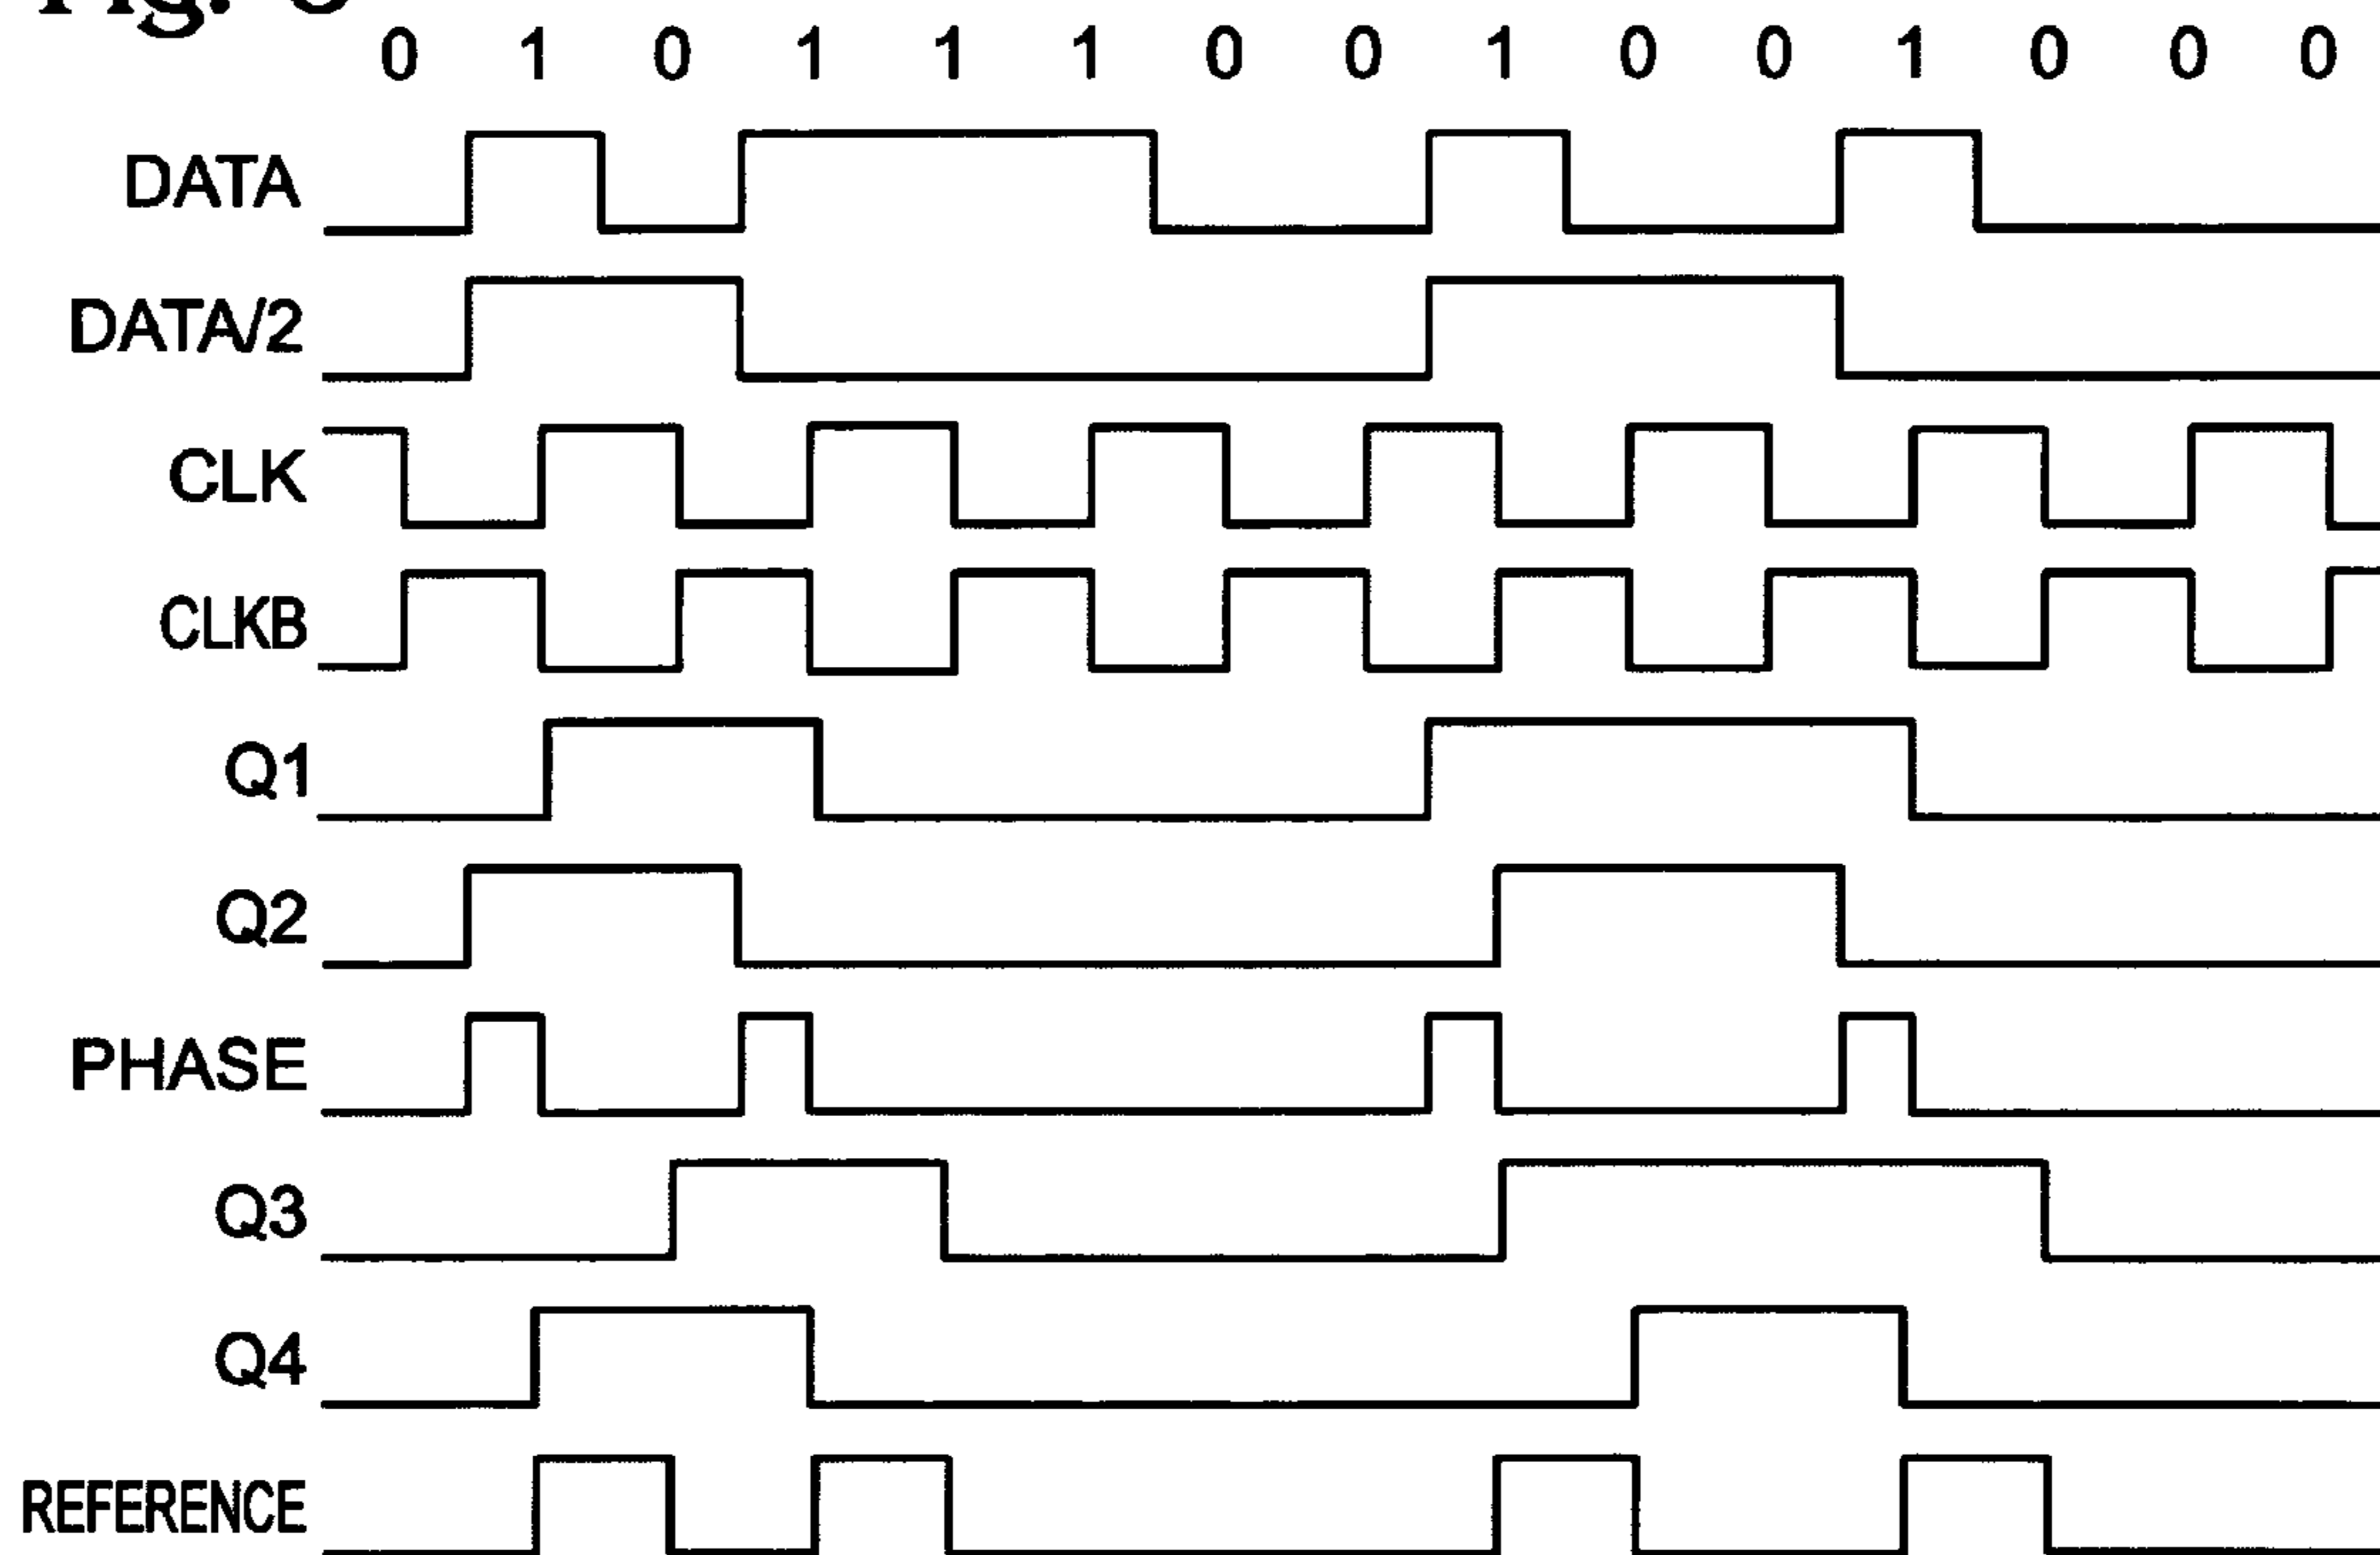 0 1 0 1 1 1 0 0 1 0 0 1 0 0 0
DATA
DATA/2
CLK
CLKB
Q1
Q2
PHASE
Q3
Q4
REFERENCE